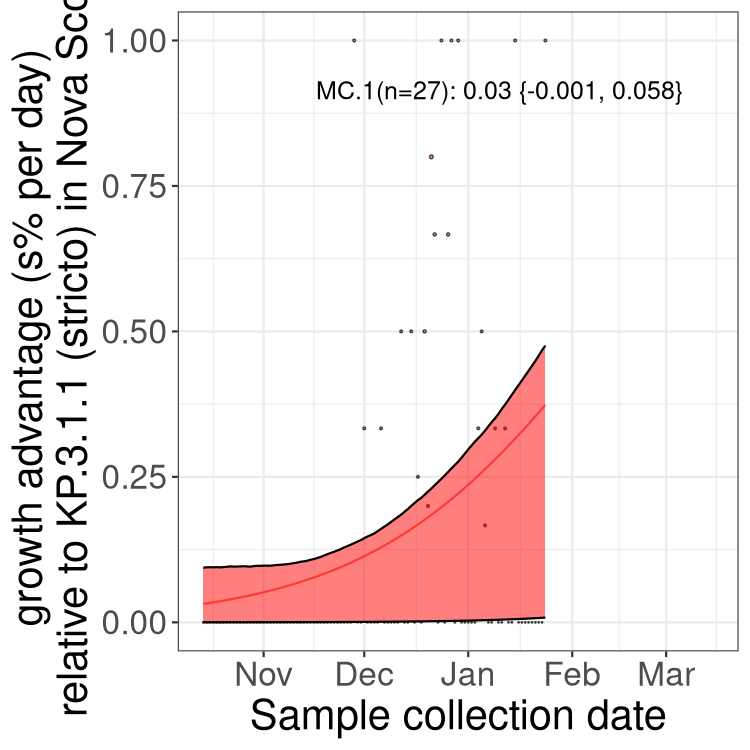 growth advantage (s% per day)
relative to KP.3.1.1 (stricto) in Nova Sco
1.00
0.75
0.50
0.25
0.00
MC.1(n=27): 0.03 {-0.001, 0.058}
Nov Dec Jan Feb Mar
Sample collection date